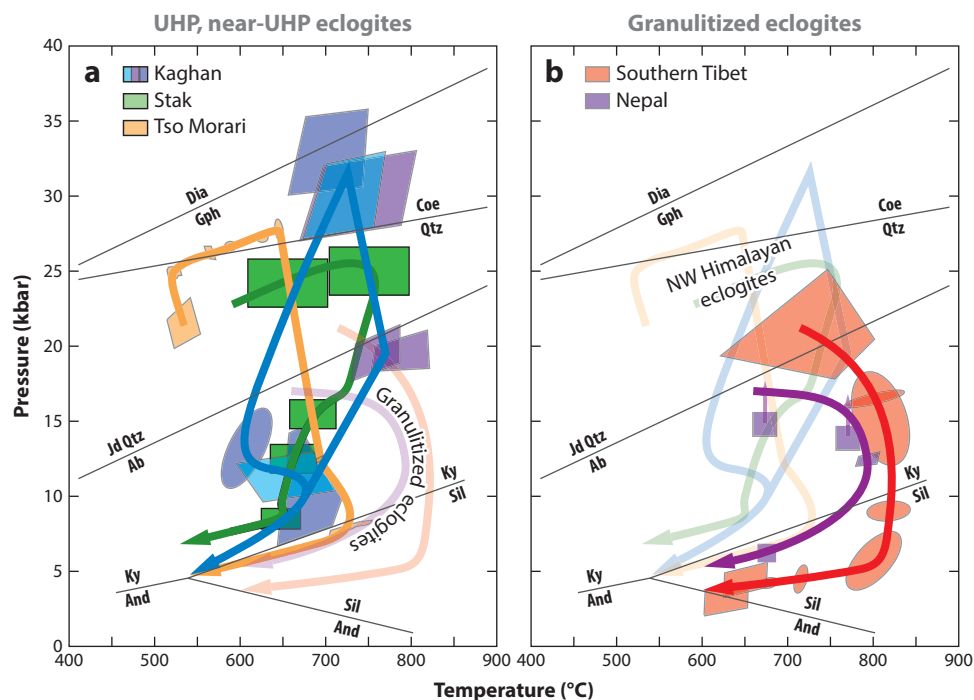 UHP, near-UHP eclogites
Granulitized eclogites
Pressure (kbar)
40
35
30
25
20
15
10
5
0
a
Kaghan
Stak
Tso Morari
Dia
Gph
Coe
Qtz
Jd Qtz
Ab
Granulitized eclogites
Ky
Sil
Ky
And
Sil
And
400
500
600
700
800
900
b
Southern Tibet
Nepal
Dia
Gph
Coe
Qtz
NW Himalayan
eclogites
Jd Qtz
Ab
Ky
Sil
Ky
And
Sil
And
400
500
600
700
800
900
Temperature (°C)